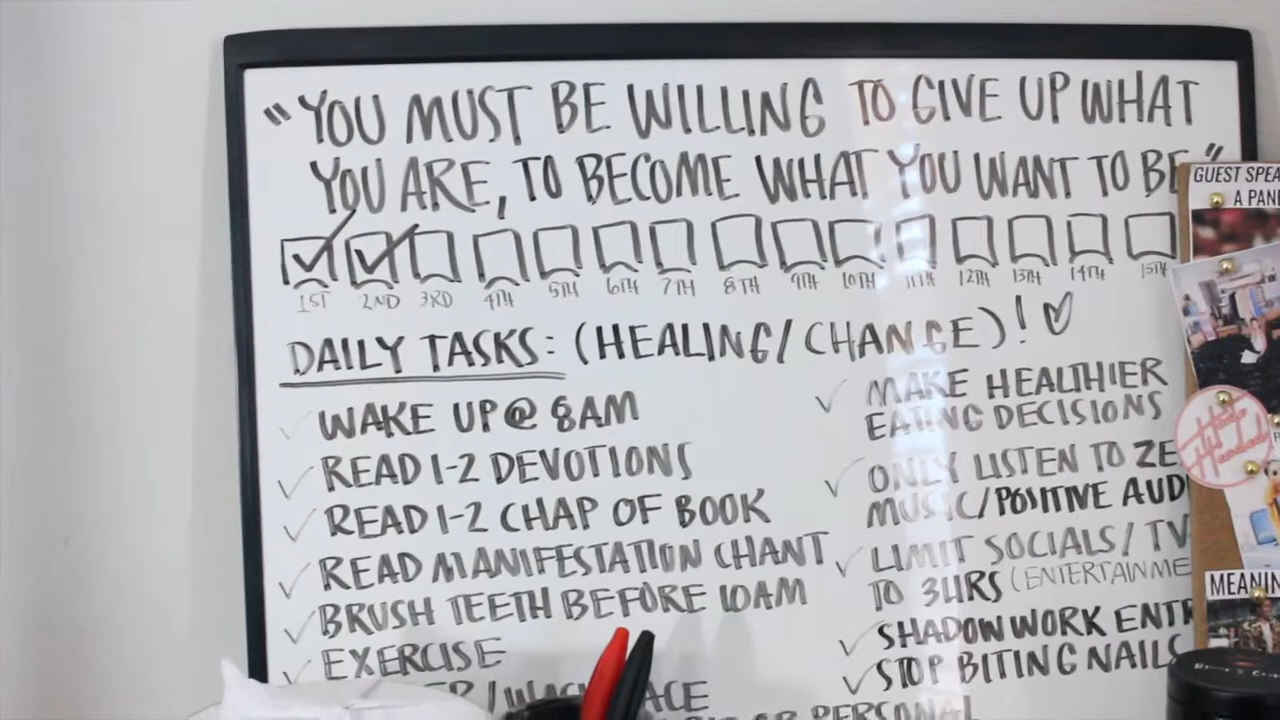 "YOU MUST BE WILLING TO GIVE UP WHAT
YOU ARE, TO BECOME WHAT YOU WANT TO BE"
1ST 2ND 3RD 4TH 5TH 6TH 7TH 8TH 9TH 10TH 11TH 12TH 13TH 14TH 15TH
DAILY TASKS: (HEALING/CHANGE)!
WAKE UP @ 8AM
READ 1-2 DEVOTIONS
READ 1-2 CHAP OF BOOK
READ MANIFESTATION CHANT
BRUSH TEETH BEFORE 10AM
EXERCISE
MAKE HEALTHIER
EATING DECISIONS
ONLY LISTEN TO ZE
MUSIC/POSITIVE AUD
LIMIT SOCIALS/TV
TO 3HRS (ENTERTAINME
SHADOW WORK ENTR
STOP BITING NAILS
PERSONAL
GUEST SPEA
A PAN
MEANIN